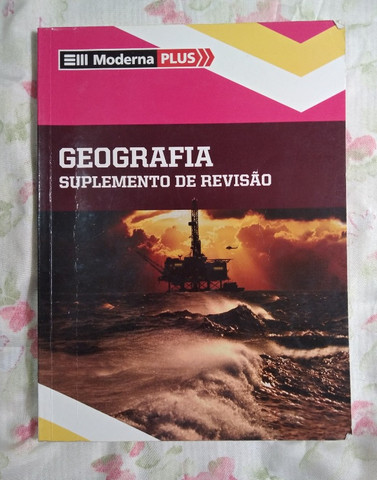 Moderna PLUS
GEOGRAFIA
SUPLEMENTO DE REVISÃO